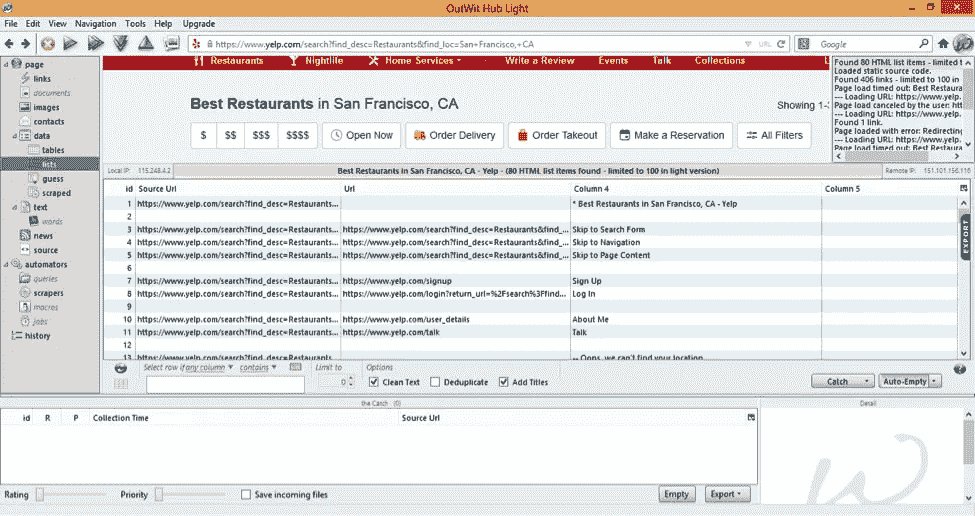 OutWit Hub Light
File Edit View Navigation Tools Help Upgrade
https://www.yelp.com/search?find_desc=Restaurants&find_loc=San+Francisco,+CA
URL
Google
page
links
documents
images
contacts
data
tables
lists
guess
scraped
text
words
news
source
automators
queries
scrapers
macros
jobs
history
Restaurants Nightlife Home Services Write a Review Events Talk Collections
Best Restaurants in San Francisco, CA
Showing 1-3
$ $$ $$$ $$$$ Open Now Order Delivery Order Takeout Make a Reservation All Filters
Found 80 HTML list items - limited t
Loaded static source code.
Found 406 links - limited to 100 in
Page load timed out: Best Restaura
--- Loading URL: https://www.yelp.
Page load canceled by the user: htt
--- Loading URL: https://www.yelp.
Found 1 link.
Page loaded with error: Redirecting
--- Loading URL: https://www.yelp.
Page load timed out: Best Restaura
Local IP: 115.248.4.2 Best Restaurants in San Francisco, CA - Yelp - (80 HTML list items found - limited to 100 in light version) Remote IP: 151.101.156.116
id Source Url Url Column 4 Column 5
1 https://www.yelp.com/search?find_desc=Restaurants... * Best Restaurants in San Francisco, CA - Yelp
2
3 https://www.yelp.com/search?find_desc=Restaurants... https://www.yelp.com/search?find_desc=Restaurants&find_... Skip to Search Form
4 https://www.yelp.com/search?find_desc=Restaurants... https://www.yelp.com/search?find_desc=Restaurants&find_... Skip to Navigation
5 https://www.yelp.com/search?find_desc=Restaurants... https://www.yelp.com/search?find_desc=Restaurants&find_... Skip to Page Content
6
7 https://www.yelp.com/search?find_desc=Restaurants... https://www.yelp.com/signup Sign Up
8 https://www.yelp.com/search?find_desc=Restaurants... https://www.yelp.com/login?return_url=%2Fsearch%3Ffind... Log In
9
10 https://www.yelp.com/search?find_desc=Restaurants... https://www.yelp.com/user_details About Me
11 https://www.yelp.com/search?find_desc=Restaurants... https://www.yelp.com/talk Talk
12
13 https://www.yelp.com/search?find_desc=Restaurants... -- Oops, we can't find your location
EXPORT
Select row if any column contains Limit to Options
0 Clean Text Deduplicate Add Titles Catch Auto-Empty
the Catch (0) Detail
id R P Collection Time Source Url
Rating Priority Save incoming files Empty Export